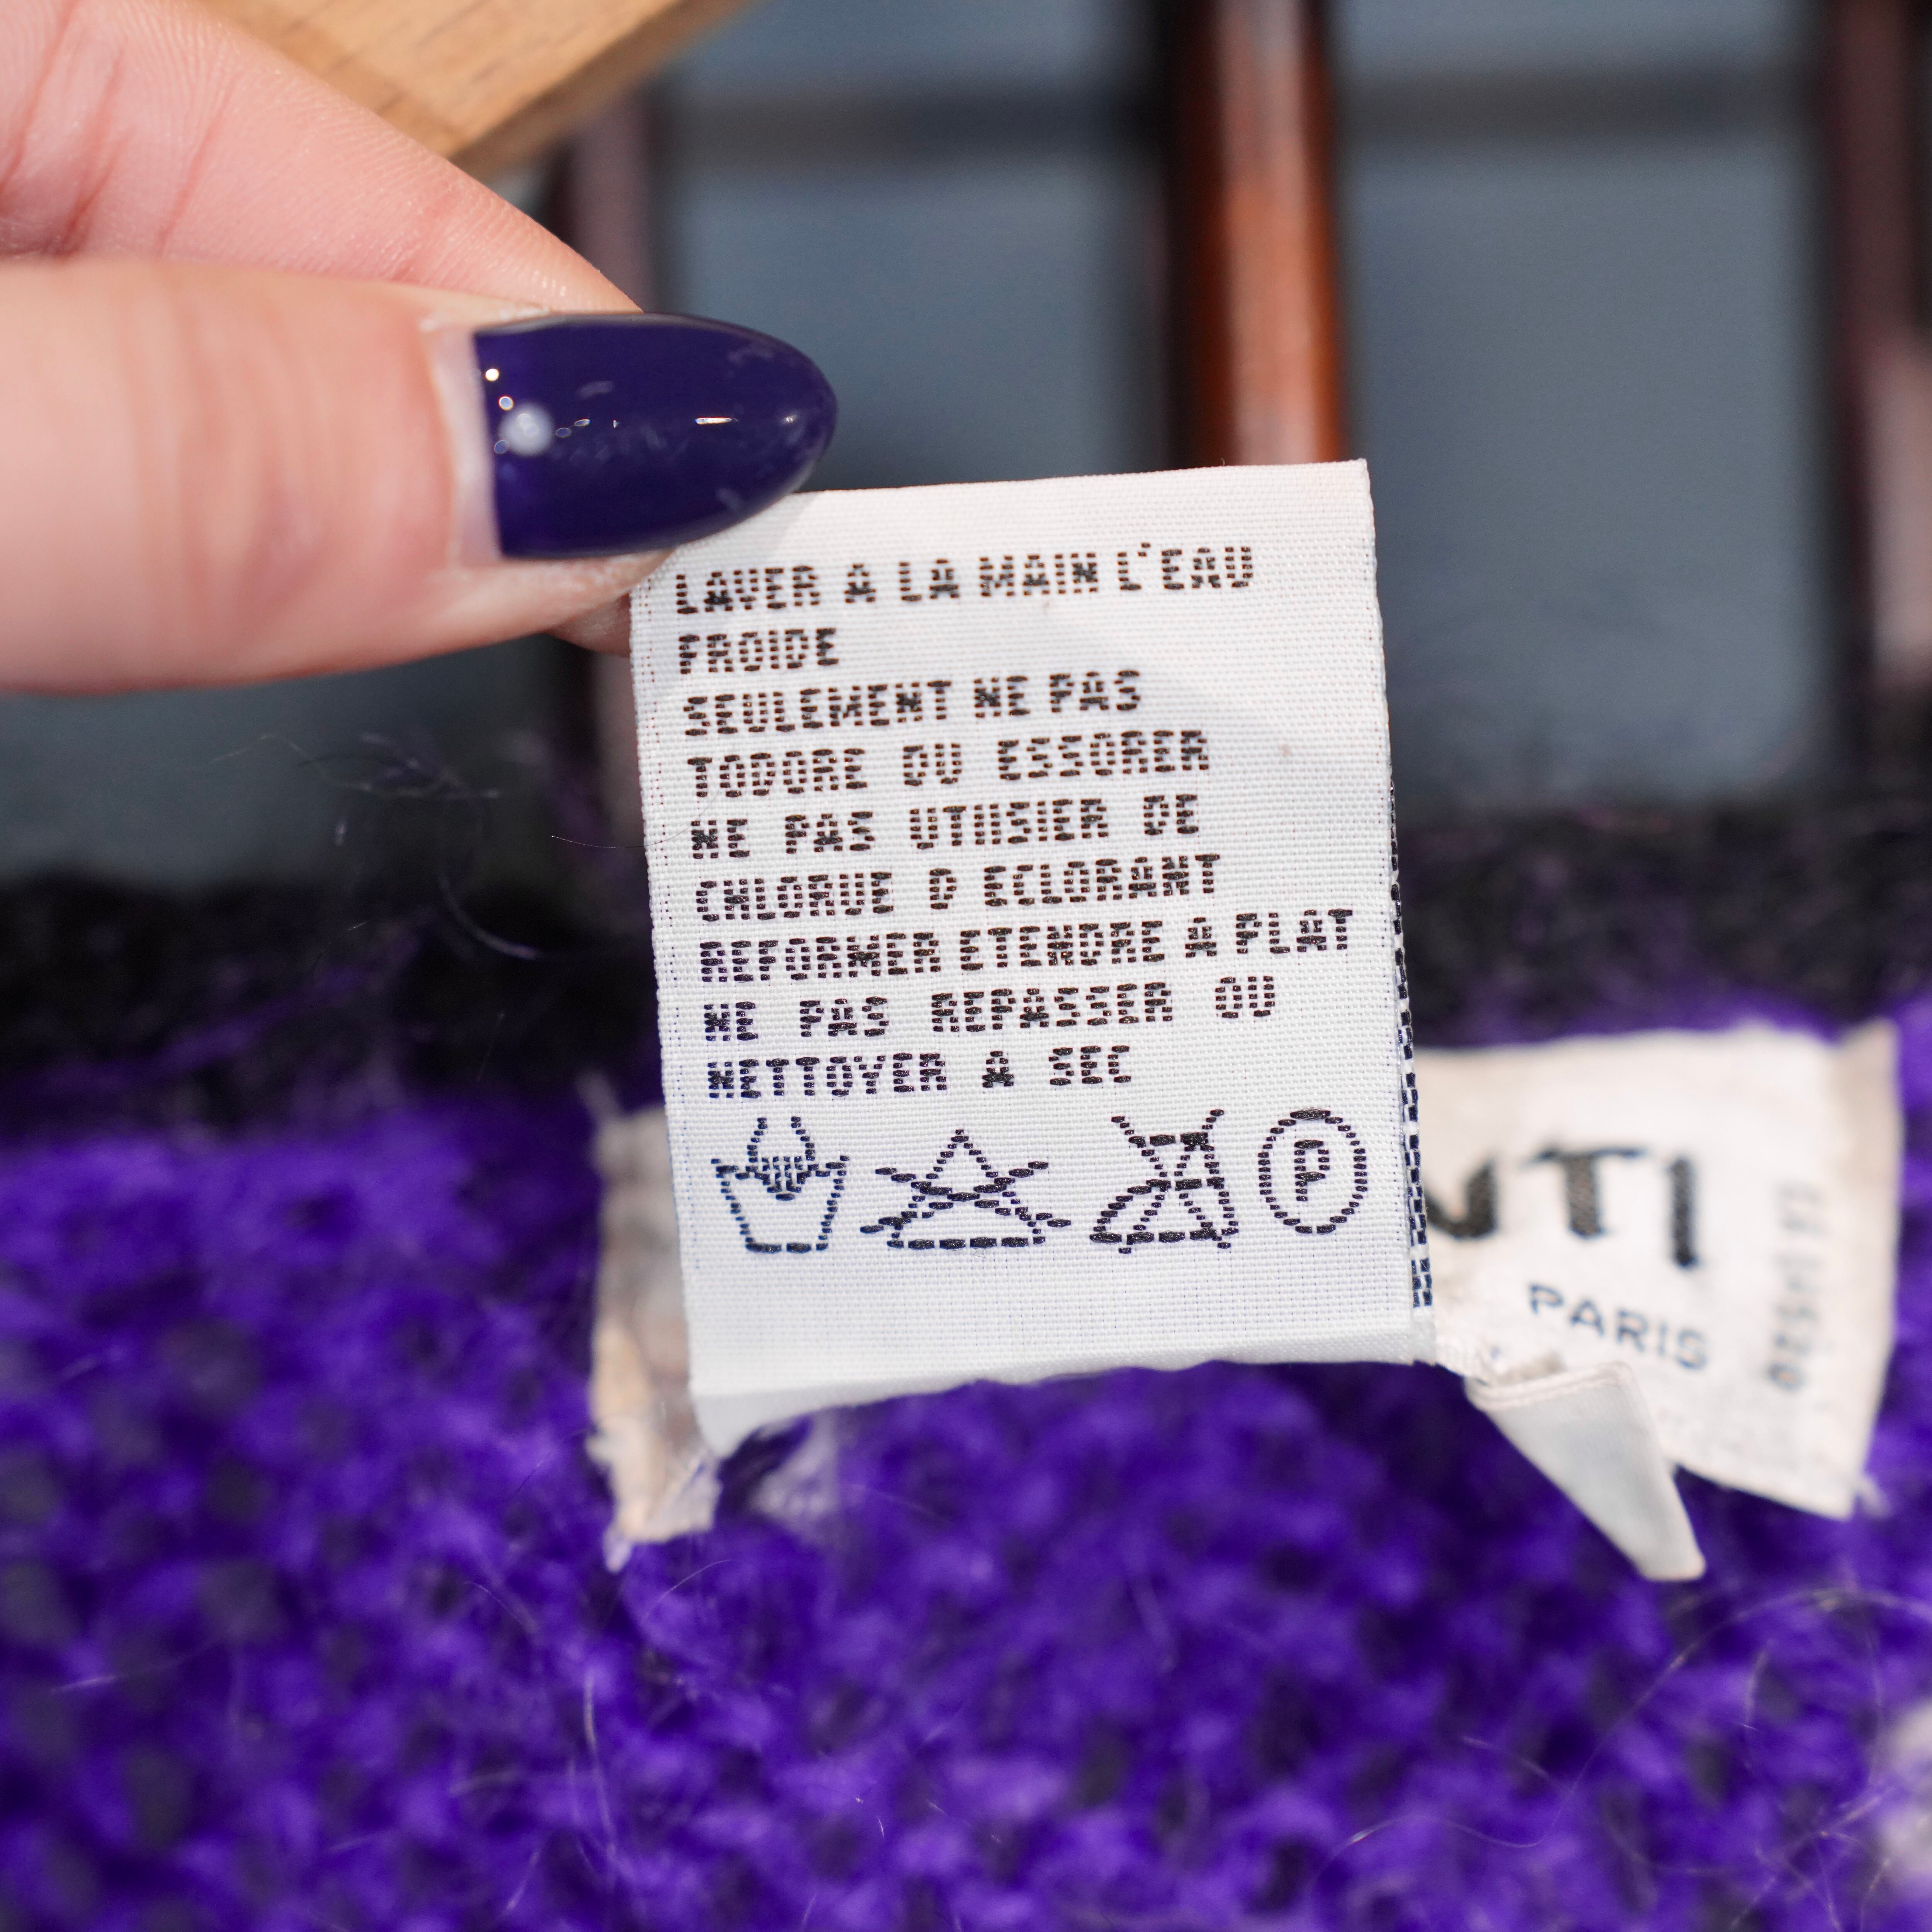 LAVER A LA MAIN L'EAU
FROIDE
SEULEMENT NE PAS
TODORE DU ESSORER
NE PAS UTIISIER DE
CHLORUE D ECLORANT
REFORMER ETENDRE A PLAT
NE PAS REPASSER OU
NETTOYER A SEC
P
NTI
PARIS